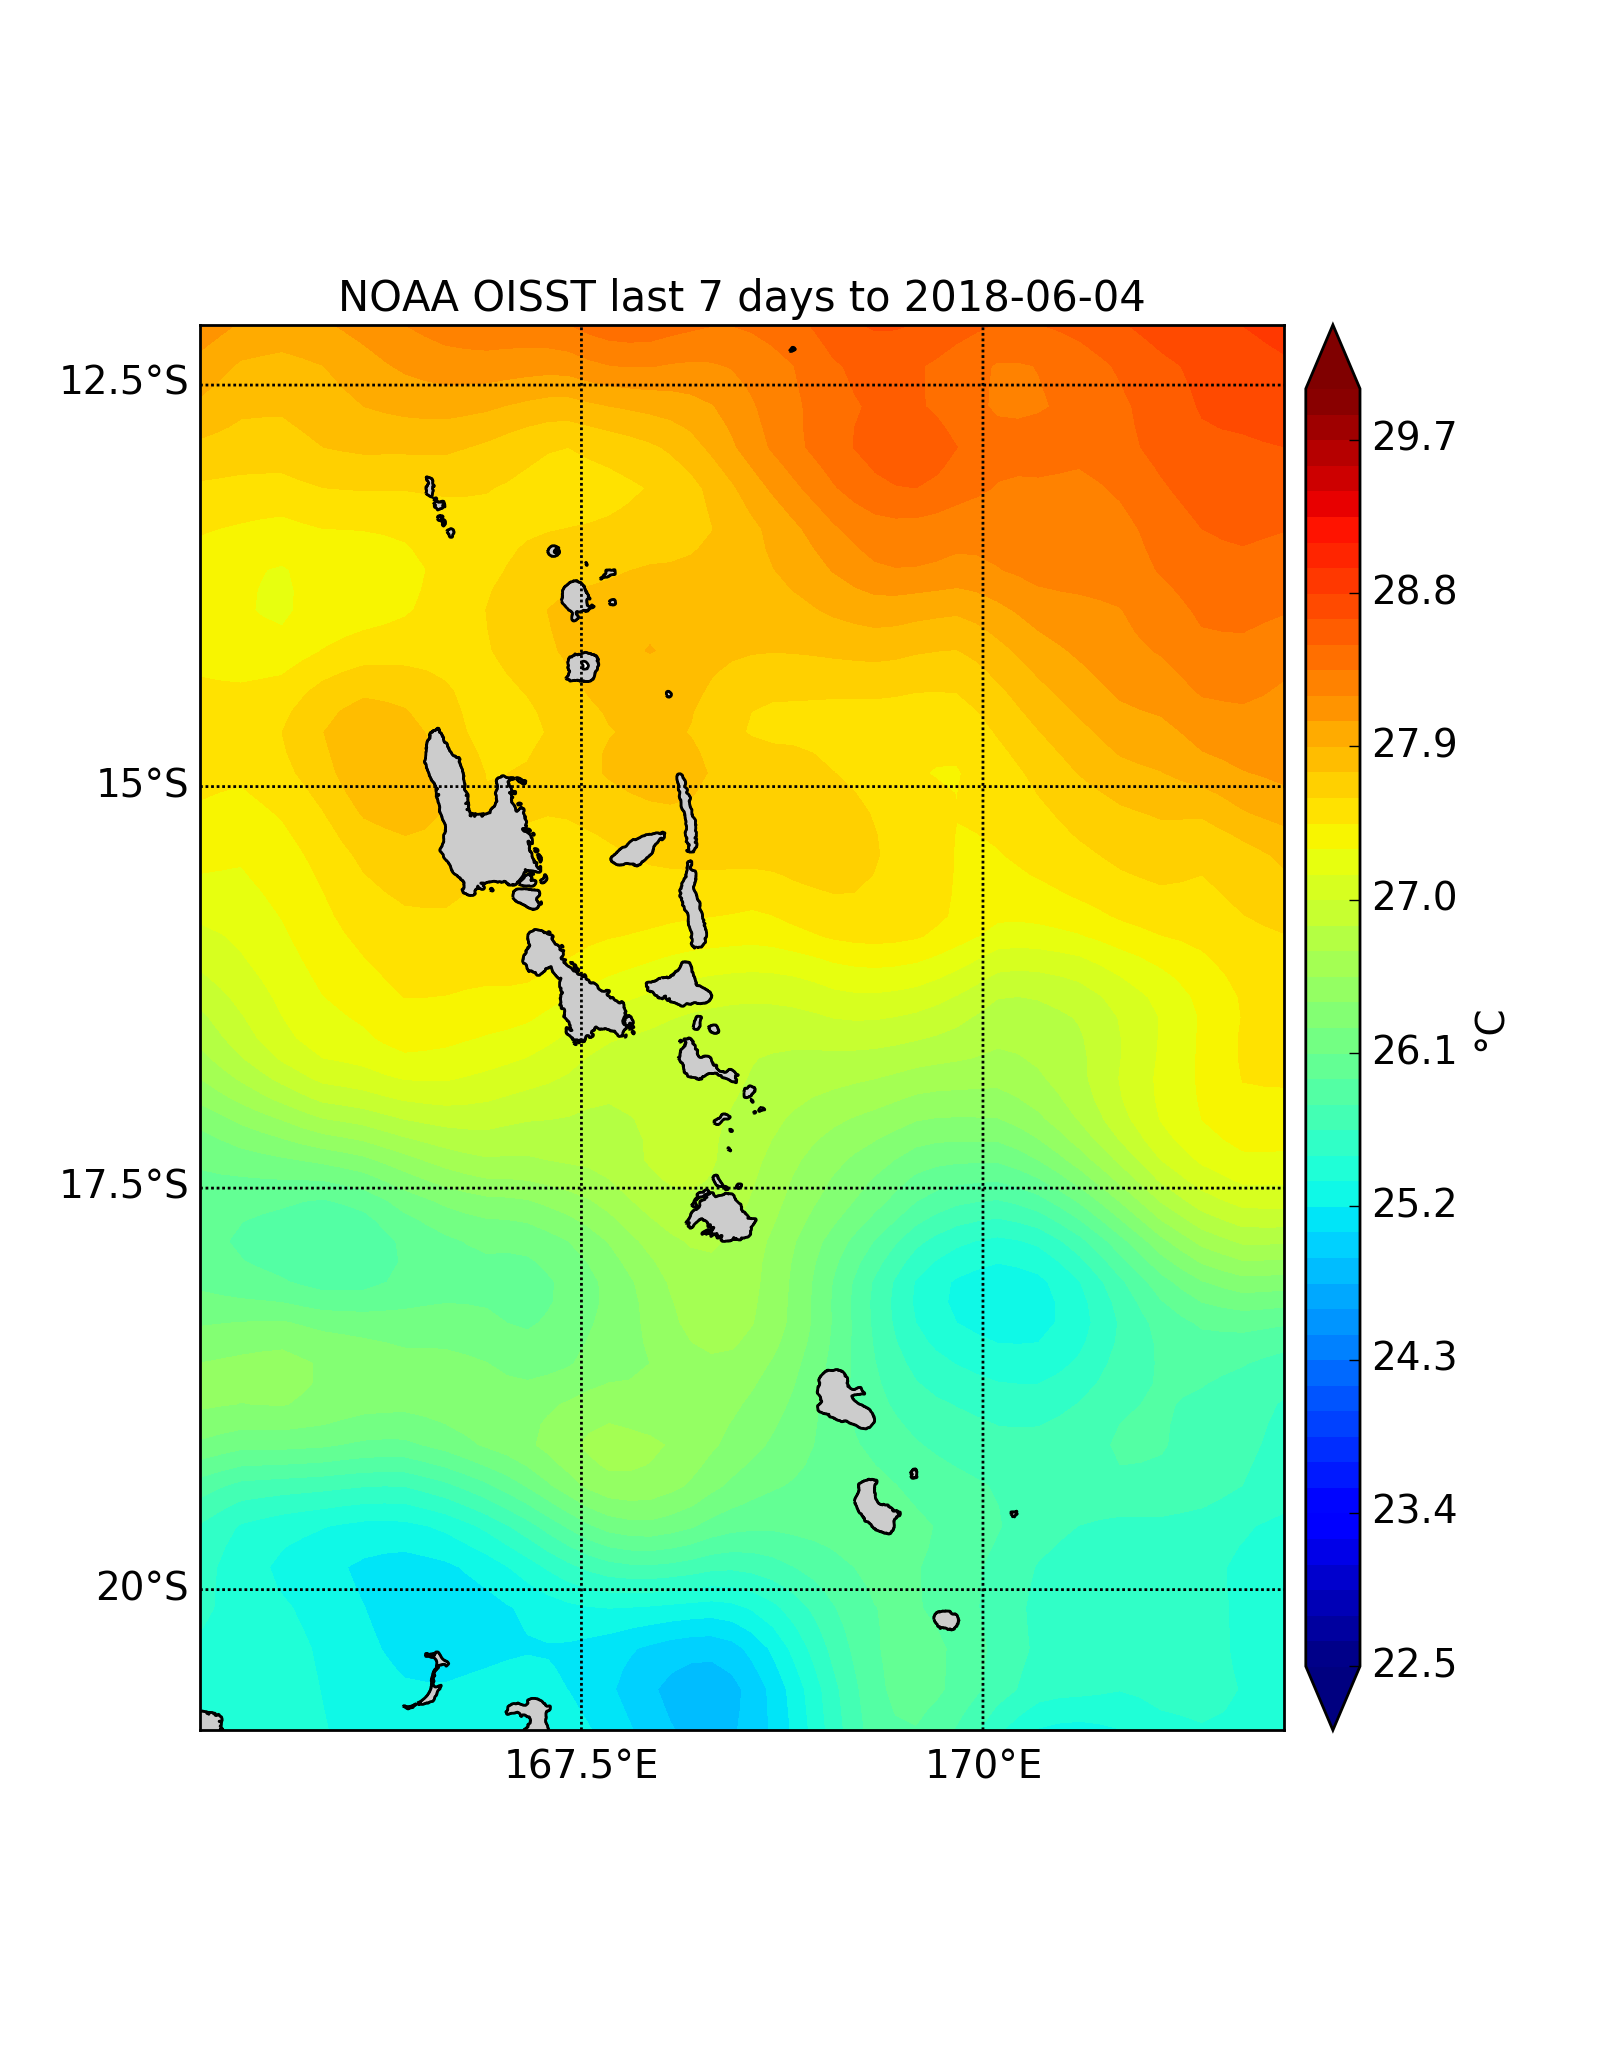 NOAA OISST last 7 days to 2018-06-04
12.5°S
15°S
17.5°S
20°S
167.5°E
170°E
29.7
28.8
27.9
27.0
26.1
25.2
24.3
23.4
22.5
°C